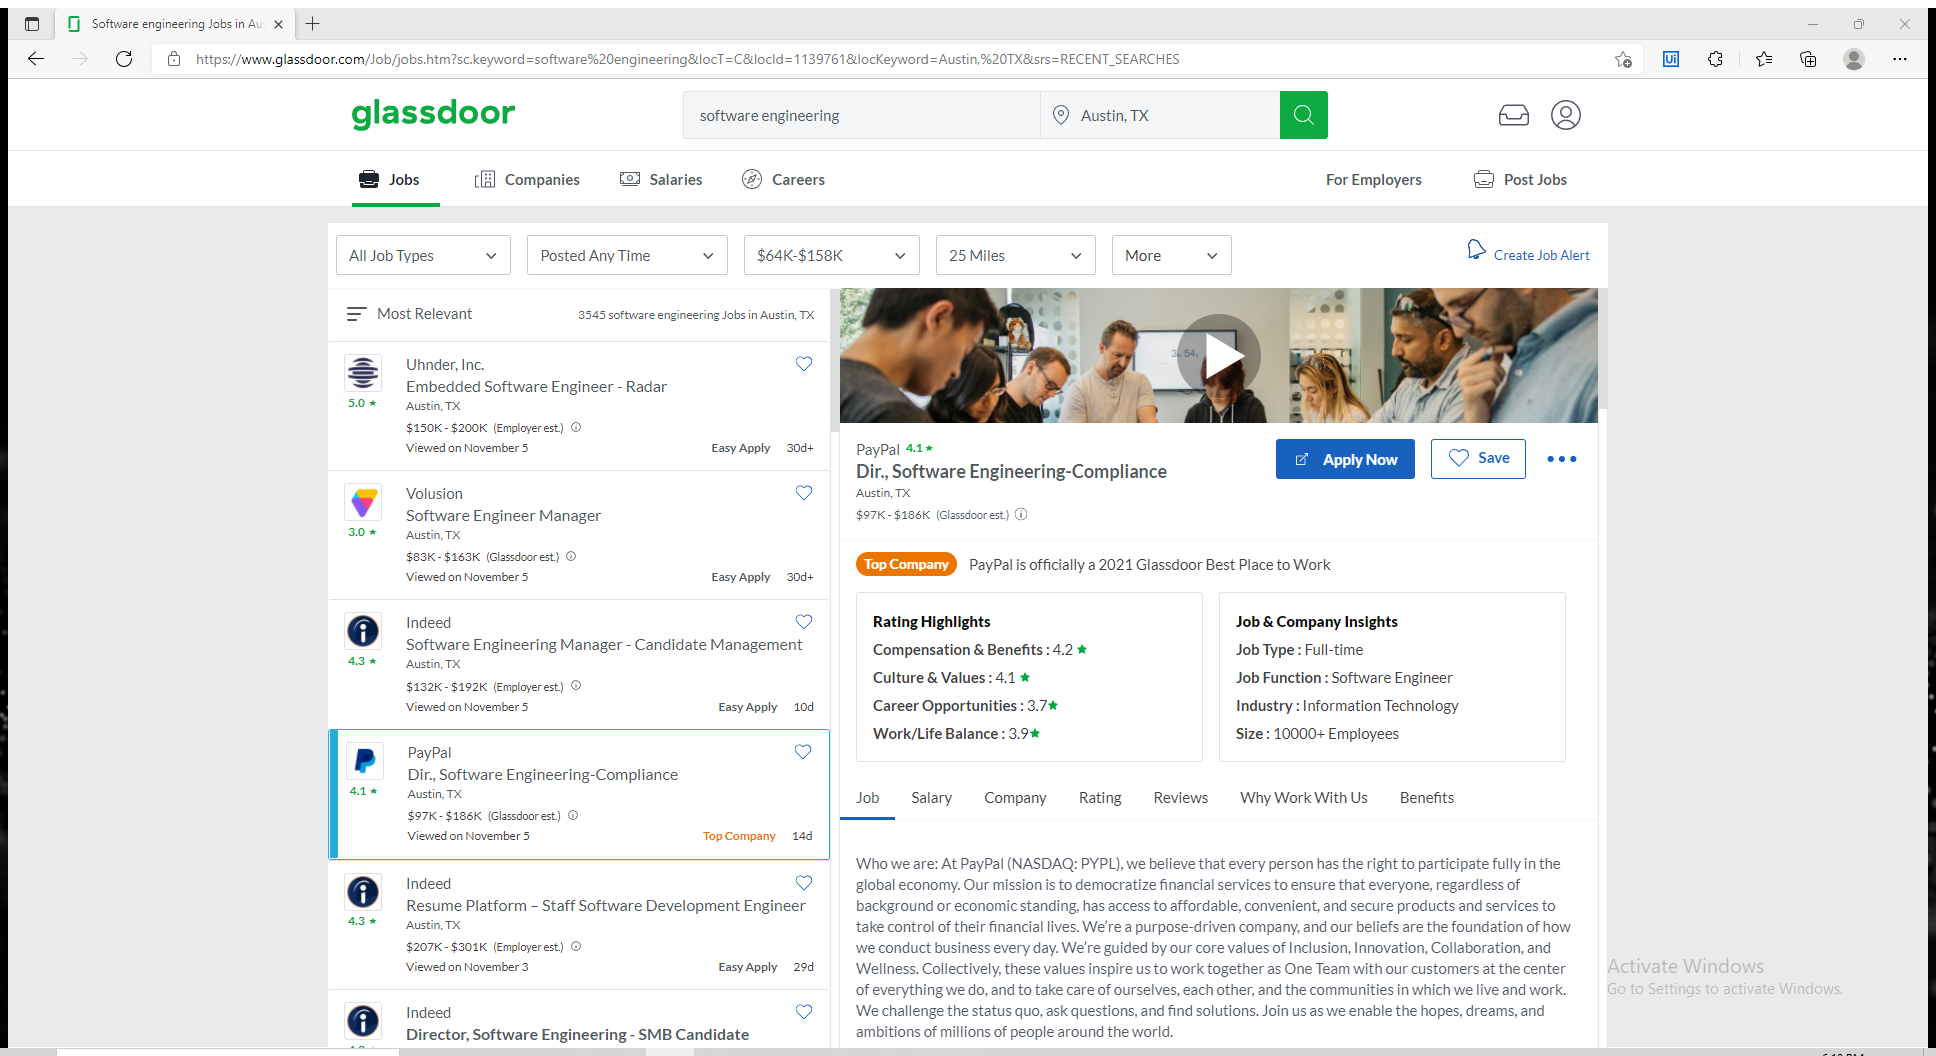 Software engineering Jobs in Au
https://www.glassdoor.com/Job/jobs.htm?sc.keyword=software%20engineering&locT=C&locId=1139761&locKeyword=Austin,%20TX&srs=RECENT_SEARCHES
glassdoor
software engineering
Austin, TX
Jobs
Companies
Salaries
Careers
For Employers
Post Jobs
All Job Types
Posted Any Time
$64K-$158K
25 Miles
More
Create Job Alert
Most Relevant
3545 software engineering Jobs in Austin, TX
Uhnder, Inc.
Embedded Software Engineer - Radar
5.0 ★
Austin, TX
$150K - $200K (Employer est.)
Viewed on November 5
Easy Apply
30d+
Volusion
Software Engineer Manager
3.0 ★
Austin, TX
$83K - $163K (Glassdoor est.)
Viewed on November 5
Easy Apply
30d+
Indeed
Software Engineering Manager - Candidate Management
4.3 ★
Austin, TX
$132K - $192K (Employer est.)
Viewed on November 5
Easy Apply
10d
PayPal
Dir., Software Engineering-Compliance
4.1 ★
Austin, TX
$97K - $186K (Glassdoor est.)
Viewed on November 5
Top Company
14d
Indeed
Resume Platform – Staff Software Development Engineer
4.3 ★
Austin, TX
$207K - $301K (Employer est.)
Viewed on November 3
Easy Apply
29d
Indeed
Director, Software Engineering - SMB Candidate
PayPal 4.1 ★
Dir., Software Engineering-Compliance
Austin, TX
$97K - $186K (Glassdoor est.)
Apply Now
Save
Top Company
PayPal is officially a 2021 Glassdoor Best Place to Work
Rating Highlights
Compensation & Benefits : 4.2 ★
Culture & Values : 4.1 ★
Career Opportunities : 3.7★
Work/Life Balance : 3.9★
Job & Company Insights
Job Type : Full-time
Job Function : Software Engineer
Industry : Information Technology
Size : 10000+ Employees
Job
Salary
Company
Rating
Reviews
Why Work With Us
Benefits
Who we are: At PayPal (NASDAQ: PYPL), we believe that every person has the right to participate fully in the
global economy. Our mission is to democratize financial services to ensure that everyone, regardless of
background or economic standing, has access to affordable, convenient, and secure products and services to
take control of their financial lives. We’re a purpose-driven company, and our beliefs are the foundation of how
we conduct business every day. We’re guided by our core values of Inclusion, Innovation, Collaboration, and
Wellness. Collectively, these values inspire us to work together as One Team with our customers at the center
of everything we do, and to take care of ourselves, each other, and the communities in which we live and work.
We challenge the status quo, ask questions, and find solutions. Join us as we enable the hopes, dreams, and
ambitions of millions of people around the world.
Activate Windows
Go to Settings to activate Windows.